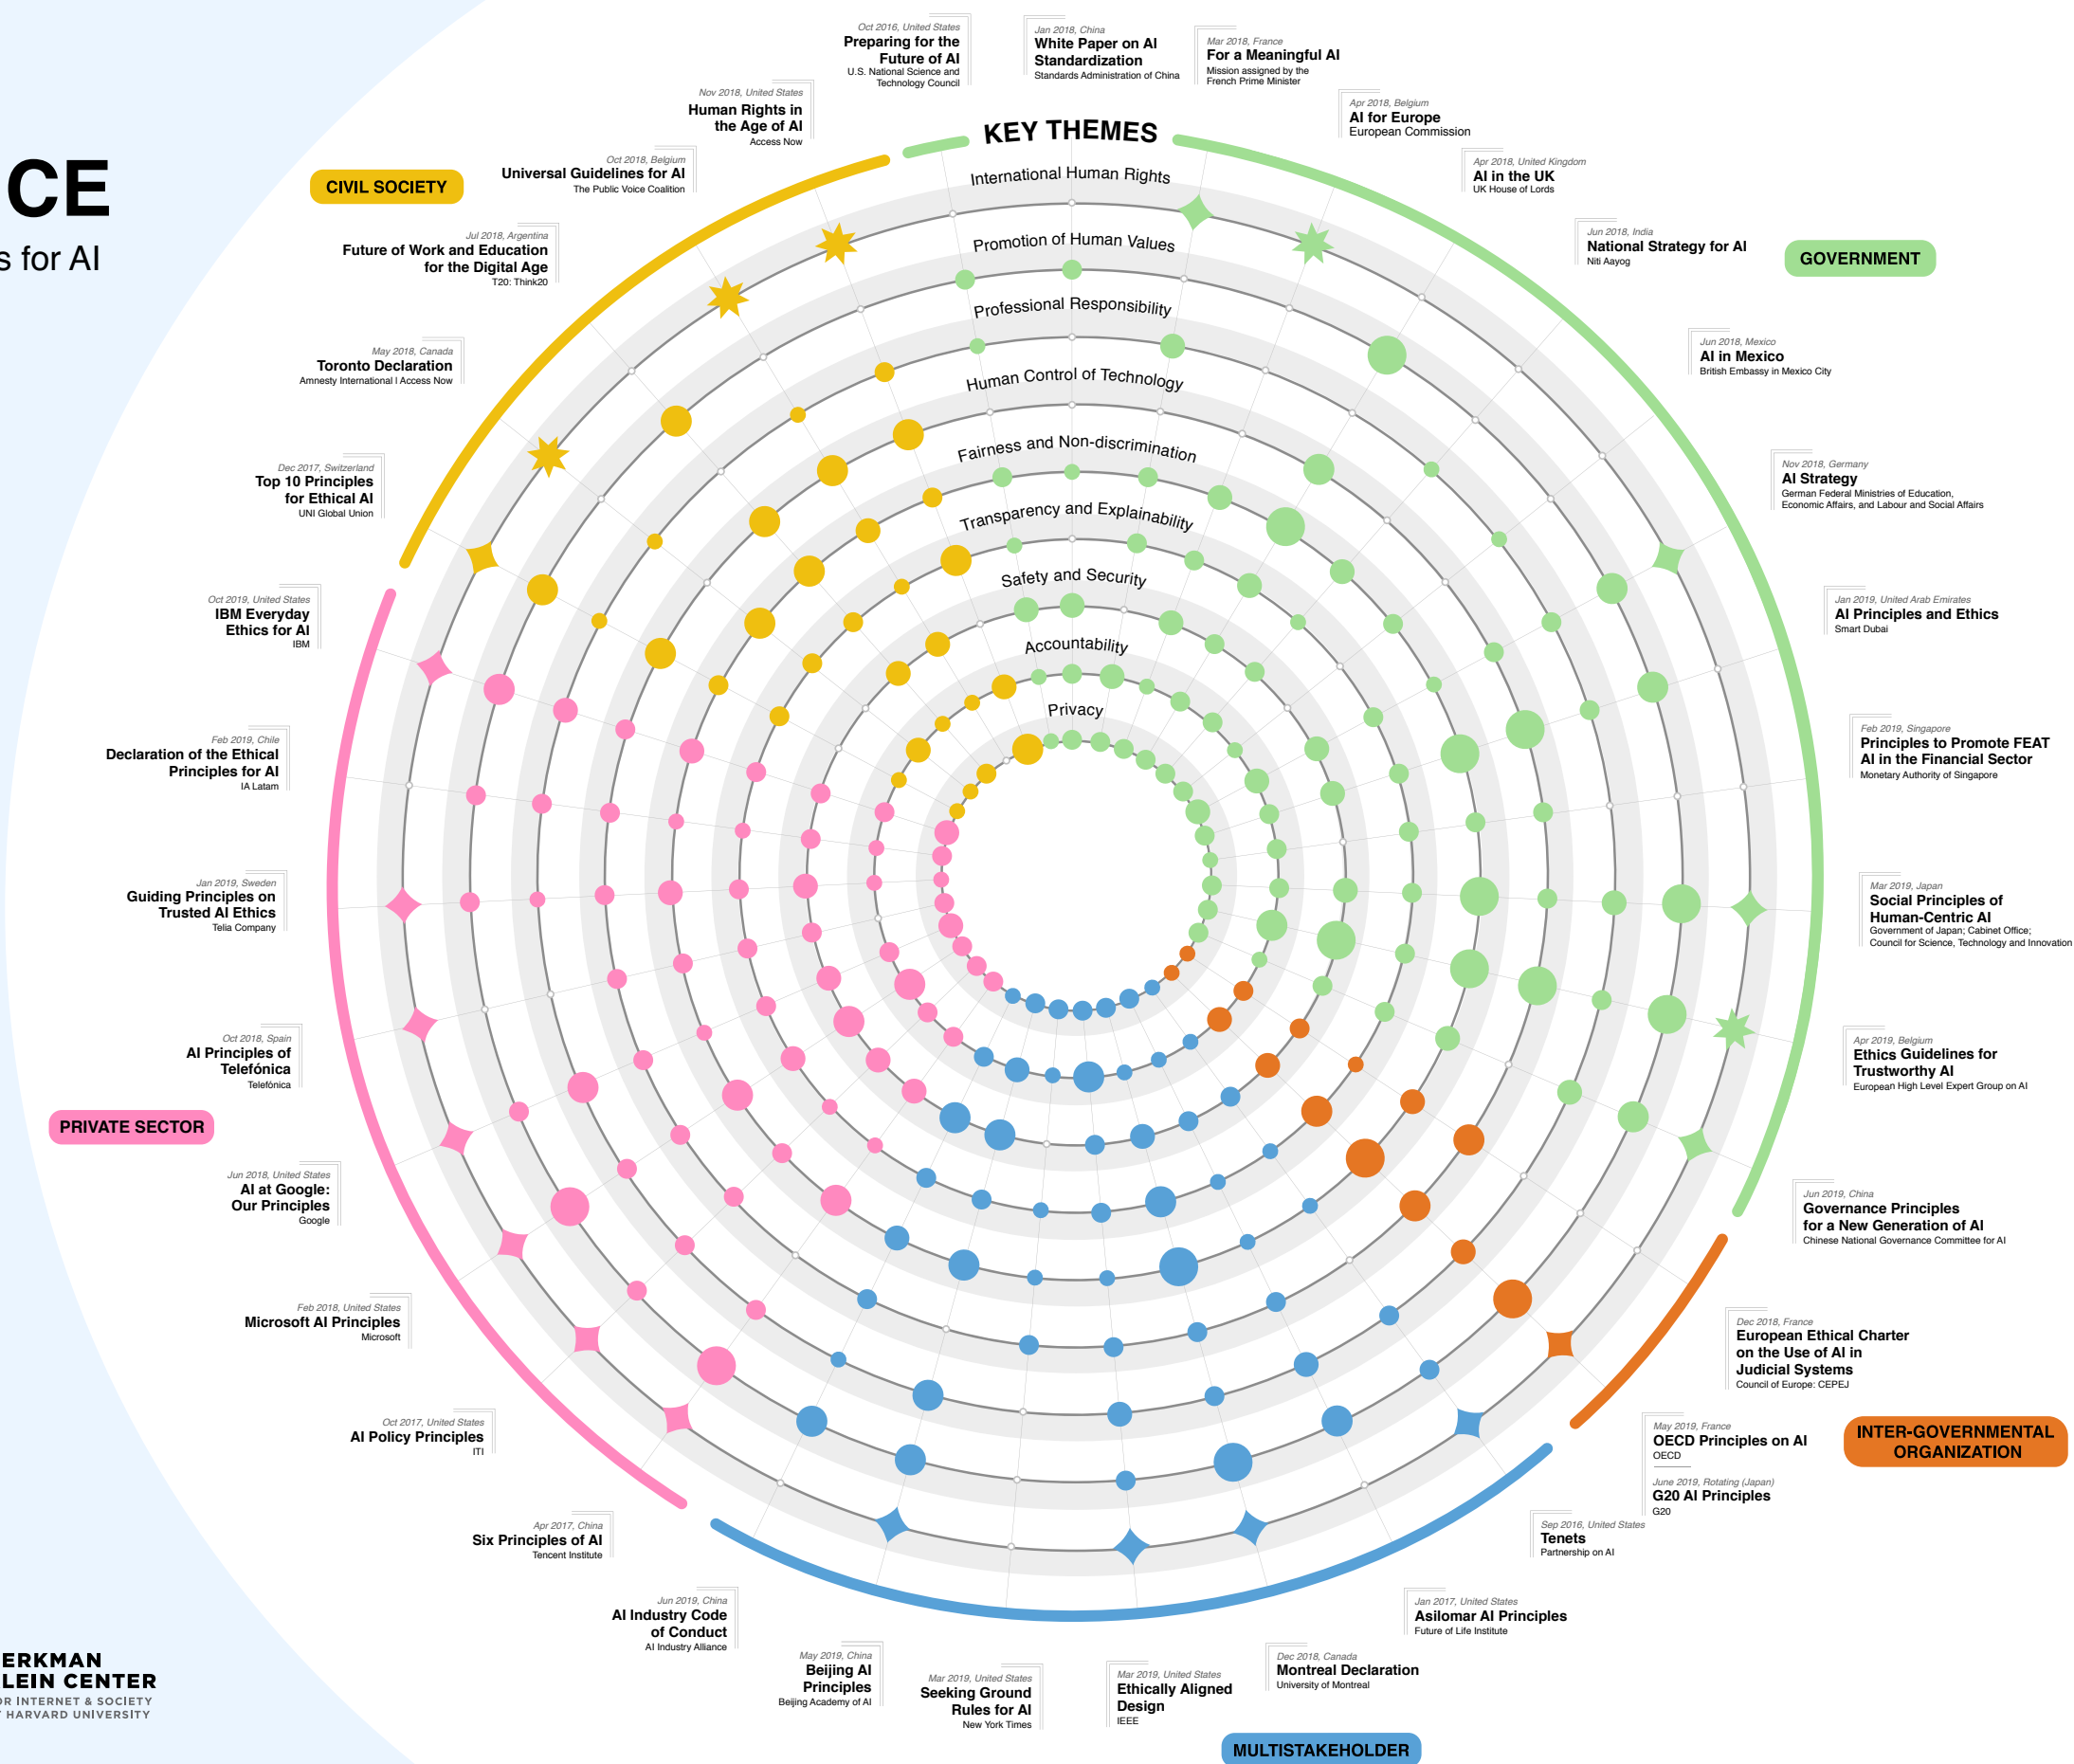 CE
s for AI
KEY THEMES
International Human Rights
Promotion of Human Values
Professional Responsibility
Human Control of Technology
Fairness and Non-discrimination
Transparency and Explainability
Safety and Security
Accountability
Privacy
Oct 2016, United States
Preparing for the
Future of AI
U.S. National Science and
Technology Council
Jan 2018, China
White Paper on AI
Standardization
Standards Administration of China
Mar 2018, France
For a Meaningful AI
Mission assigned by the
French Prime Minister
Apr 2018, Belgium
AI for Europe
European Commission
Apr 2018, United Kingdom
AI in the UK
UK House of Lords
Jun 2018, India
National Strategy for AI
Niti Aayog
GOVERNMENT
Jun 2018, Mexico
AI in Mexico
British Embassy in Mexico City
Nov 2018, Germany
AI Strategy
German Federal Ministries of Education,
Economic Affairs, and Labour and Social Affairs
Jan 2019, United Arab Emirates
AI Principles and Ethics
Smart Dubai
Feb 2019, Singapore
Principles to Promote FEAT
AI in the Financial Sector
Monetary Authority of Singapore
Mar 2019, Japan
Social Principles of
Human-Centric AI
Government of Japan; Cabinet Office;
Council for Science, Technology and Innovation
Apr 2019, Belgium
Ethics Guidelines for
Trustworthy AI
European High Level Expert Group on AI
Jun 2019, China
Governance Principles
for a New Generation of AI
Chinese National Governance Committee for AI
Dec 2018, France
European Ethical Charter
on the Use of AI in
Judicial Systems
Council of Europe: CEPEJ
INTER-GOVERNMENTAL
ORGANIZATION
May 2019, France
OECD Principles on AI
OECD
June 2019, Rotating (Japan)
G20 AI Principles
G20
Sep 2016, United States
Tenets
Partnership on AI
Jan 2017, United States
Asilomar AI Principles
Future of Life Institute
Dec 2018, Canada
Montreal Declaration
University of Montreal
MULTISTAKEHOLDER
Mar 2019, United States
Ethically Aligned
Design
IEEE
Mar 2019, United States
Seeking Ground
Rules for AI
New York Times
May 2019, China
Beijing AI
Principles
Beijing Academy of AI
Jun 2019, China
AI Industry Code
of Conduct
AI Industry Alliance
Apr 2017, China
Six Principles of AI
Tencent Institute
Oct 2017, United States
AI Policy Principles
ITI
Feb 2018, United States
Microsoft AI Principles
Microsoft
Jun 2018, United States
AI at Google:
Our Principles
Google
PRIVATE SECTOR
Oct 2018, Spain
AI Principles of
Telefónica
Telefónica
Jan 2019, Sweden
Guiding Principles on
Trusted AI Ethics
Telia Company
Feb 2019, Chile
Declaration of the Ethical
Principles for AI
IA Latam
Oct 2019, United States
IBM Everyday
Ethics for AI
IBM
Dec 2017, Switzerland
Top 10 Principles
for Ethical AI
UNI Global Union
May 2018, Canada
Toronto Declaration
Amnesty International | Access Now
Jul 2018, Argentina
Future of Work and Education
for the Digital Age
T20: Think20
CIVIL SOCIETY
Oct 2018, Belgium
Universal Guidelines for AI
The Public Voice Coalition
Nov 2018, United States
Human Rights in
the Age of AI
Access Now
ERKMAN
LEIN CENTER
OR INTERNET & SOCIETY
HARVARD UNIVERSITY